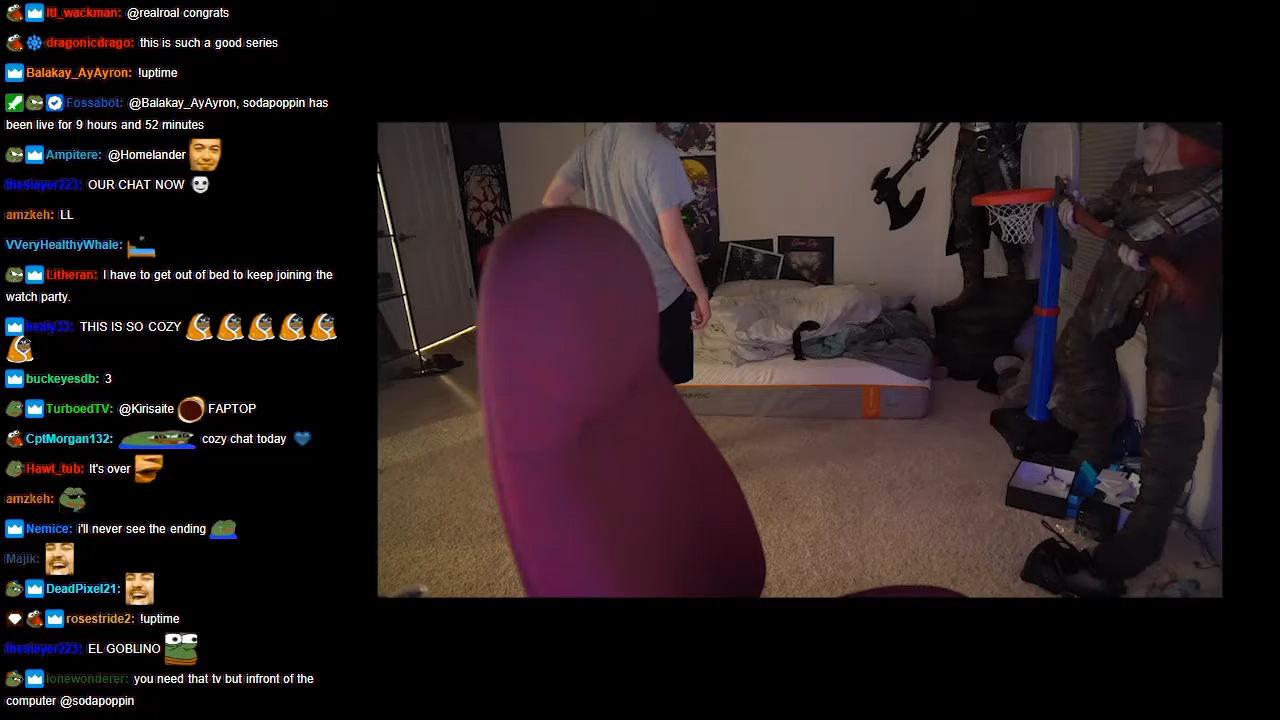 ltl_wackman: @realroal congrats
dragonicdrago: this is such a good series
Balakay_AyAyron: !uptime
Fossabot: @Balakay_AyAyron, sodapoppin has
been live for 9 hours and 52 minutes
Ampitere: @Homelander
theslayer223: OUR CHAT NOW
amzkeh: LL
VVeryHealthyWhale:
Litheran: I have to get out of bed to keep joining the
watch party.
healy33: THIS IS SO COZY
buckeyesdb: 3
TurboedTV: @Kirisaite FAPTOP
CptMorgan132: cozy chat today
Hawt_tub: It's over
amzkeh:
Nemice: i'll never see the ending
Majik:
DeadPixel21:
rosestride2: !uptime
theslayer223: EL GOBLINO
lonewonderer: you need that tv but infront of the
computer @sodapoppin